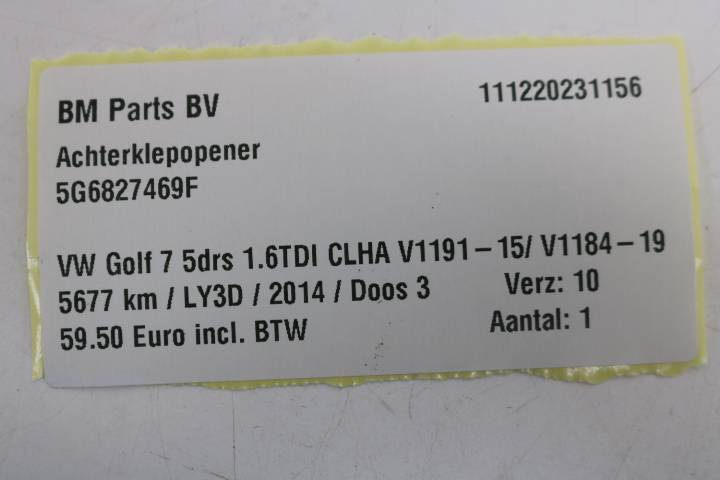 BM Parts BV 111220231156
Achterklepopener
5G6827469F
VW Golf 7 5drs 1.6TDI CLHA V1191-15/ V1184-19
5677 km / LY3D / 2014 / Doos 3 Verz: 10
59.50 Euro incl. BTW Aantal: 1